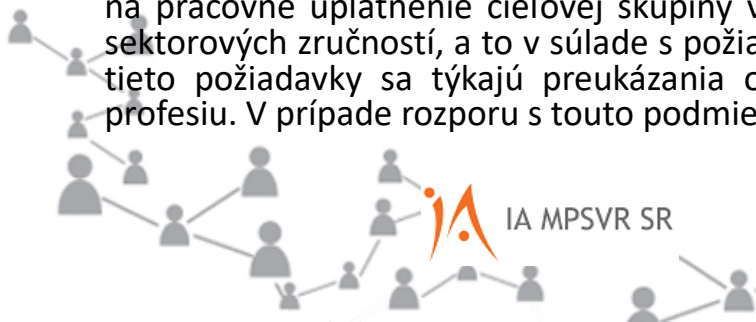 na pracovné uplatnenie cieľovej skupiny v
sektorových zručností, a to v súlade s požia
tieto požiadavky sa týkajú preukázania o
profesiu. V prípade rozporu s touto podmie
IA MPSVR SR